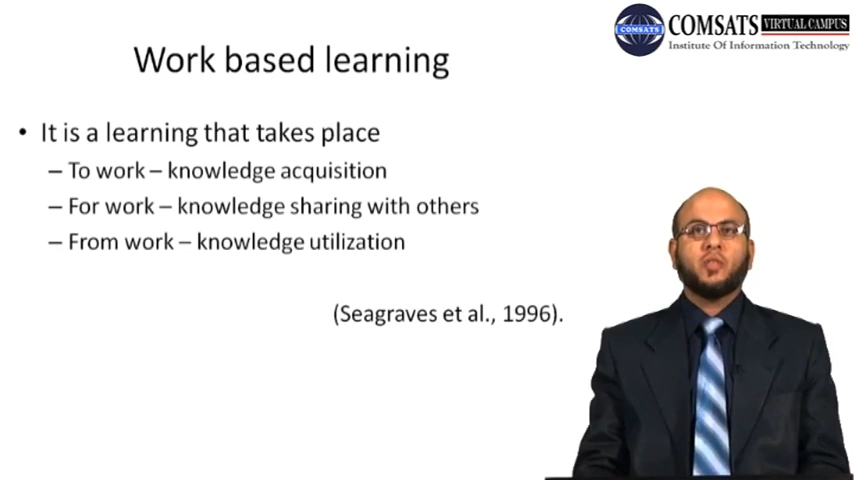 COMSATS VIRTUAL CAMPUS
Institute Of Information Technology
COMSATS
Work based learning
• It is a learning that takes place
– To work – knowledge acquisition
– For work – knowledge sharing with others
– From work – knowledge utilization
(Seagraves et al., 1996).